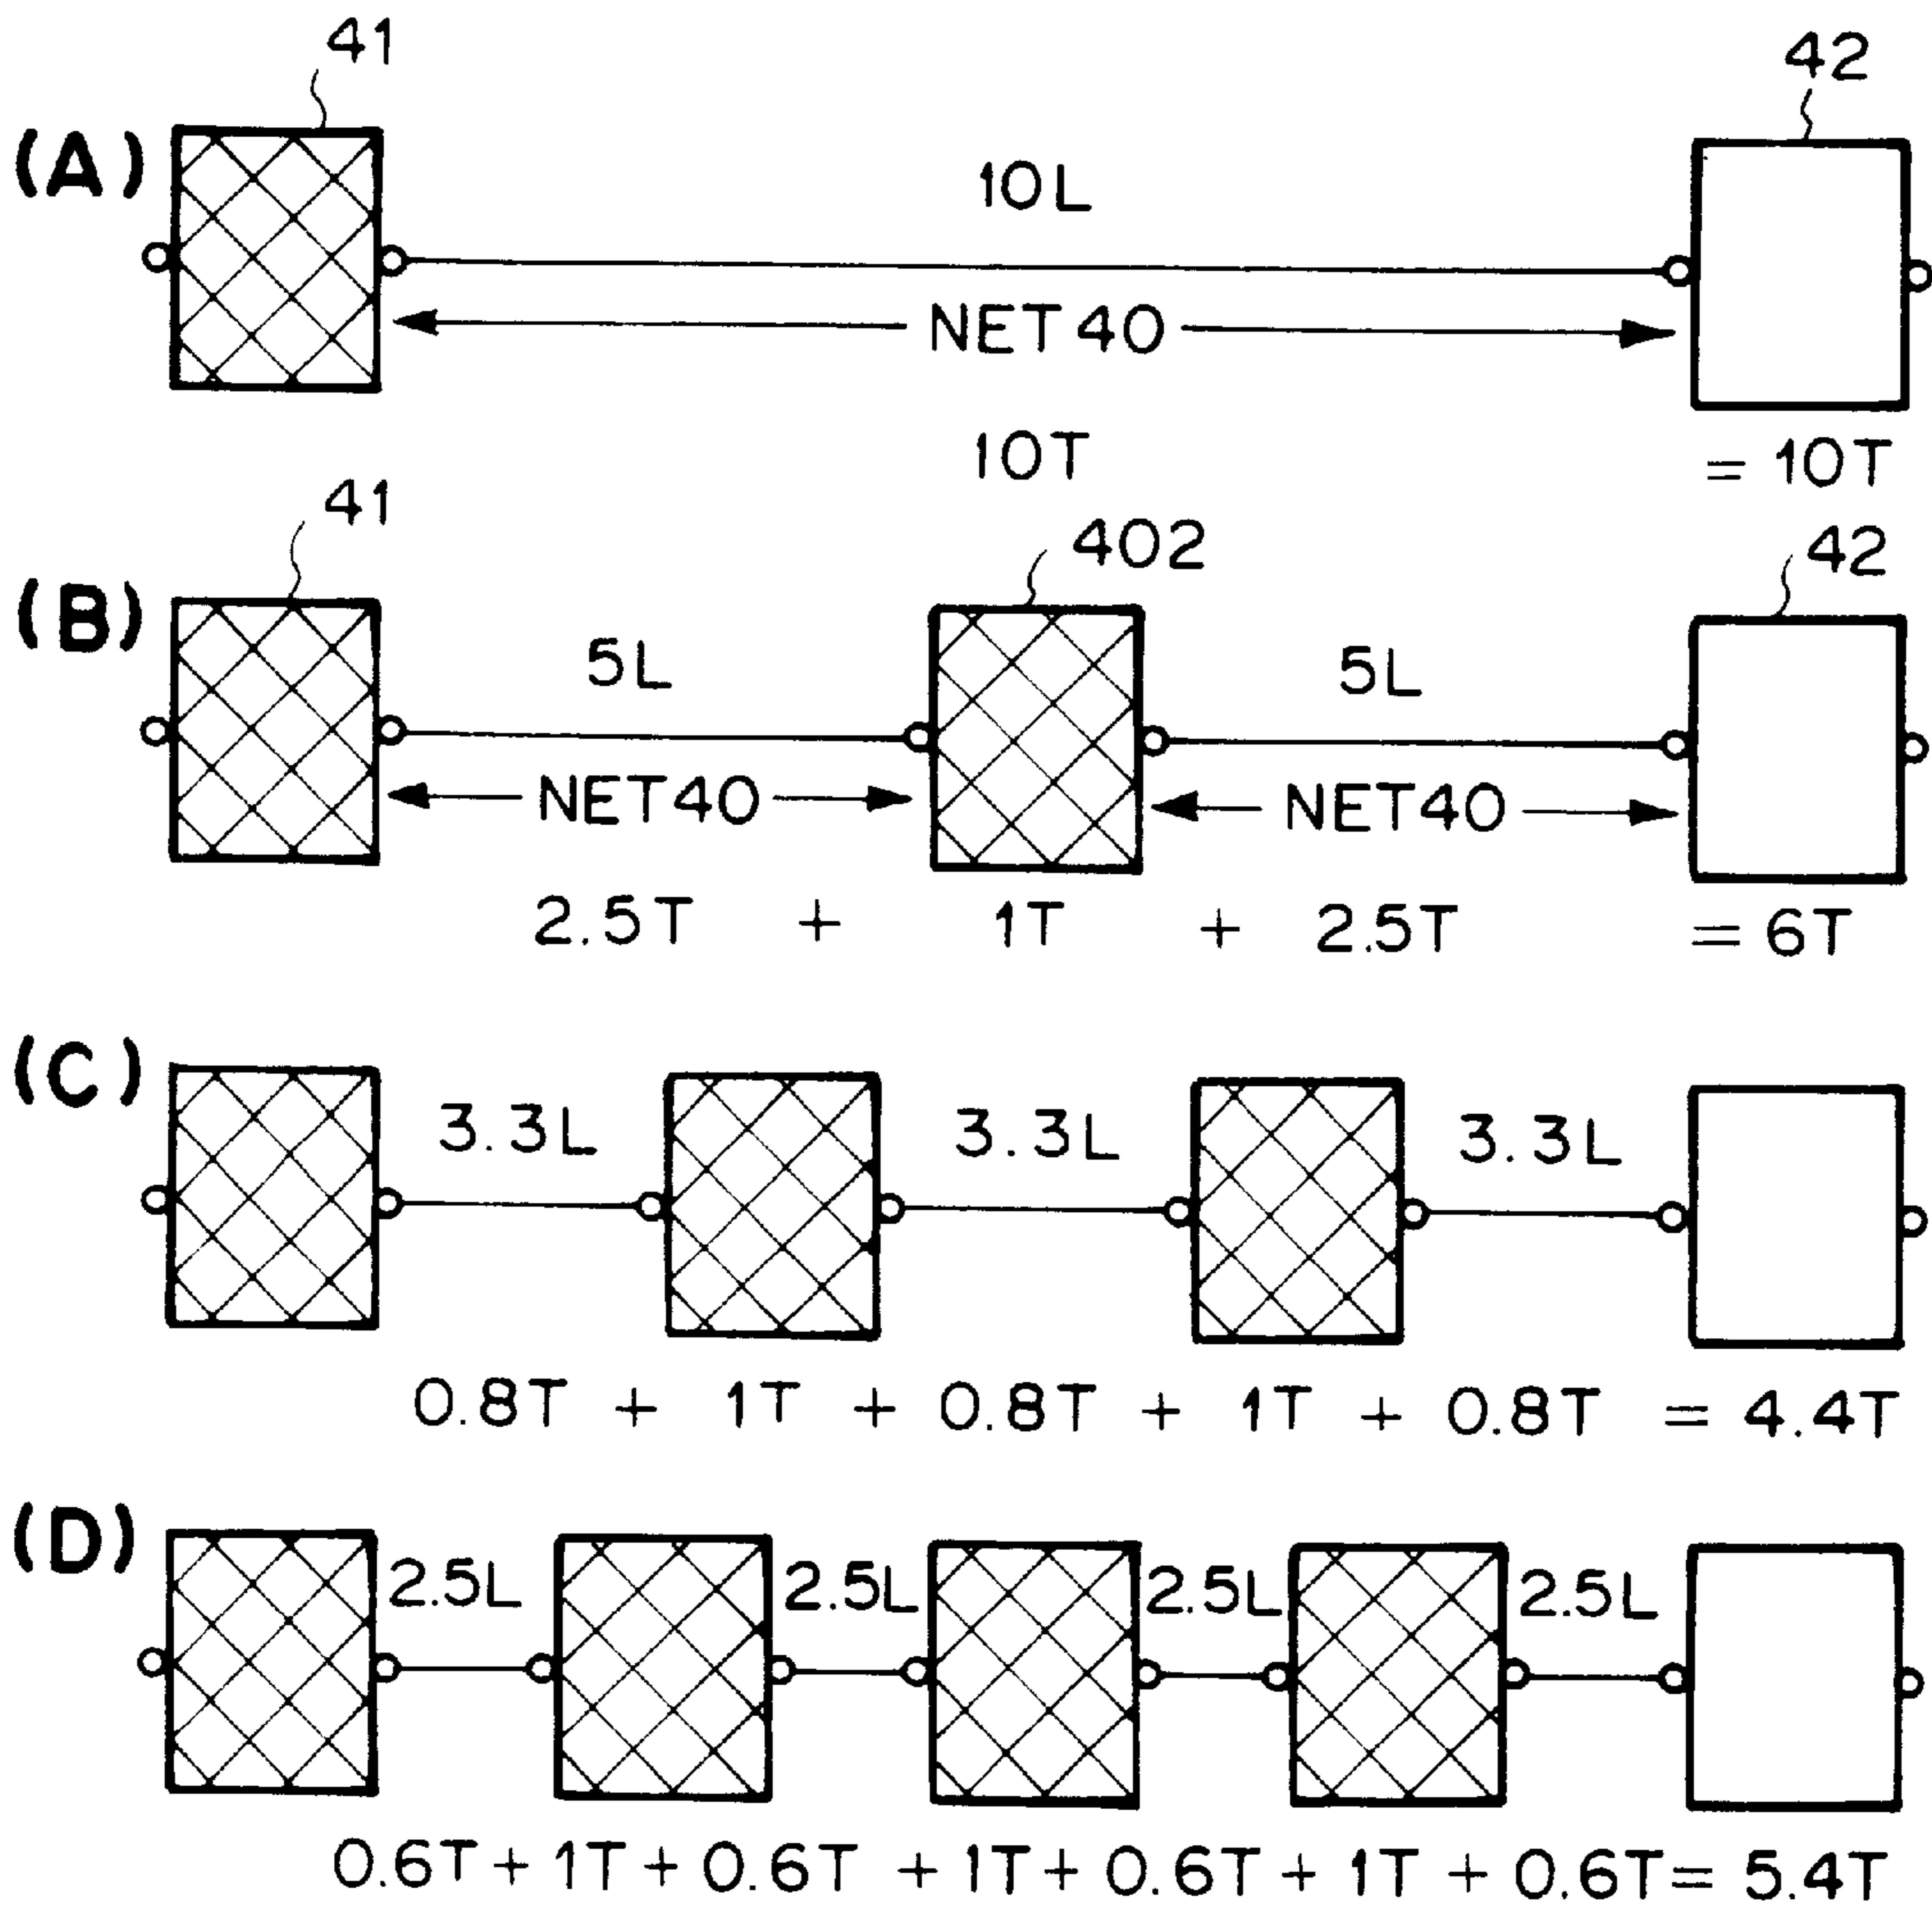 41
42
(A)
10L
NET40
10T = 10T
41
402
42
(B)
5L 5L
NET40 NET40
2.5T + 1T + 2.5T = 6T
(C)
3.3L 3.3L 3.3L
0.8T + 1T + 0.8T + 1T + 0.8T = 4.4T
(D)
2.5L 2.5L 2.5L 2.5L
0.6T + 1T + 0.6T + 1T + 0.6T + 1T + 0.6T = 5.4T